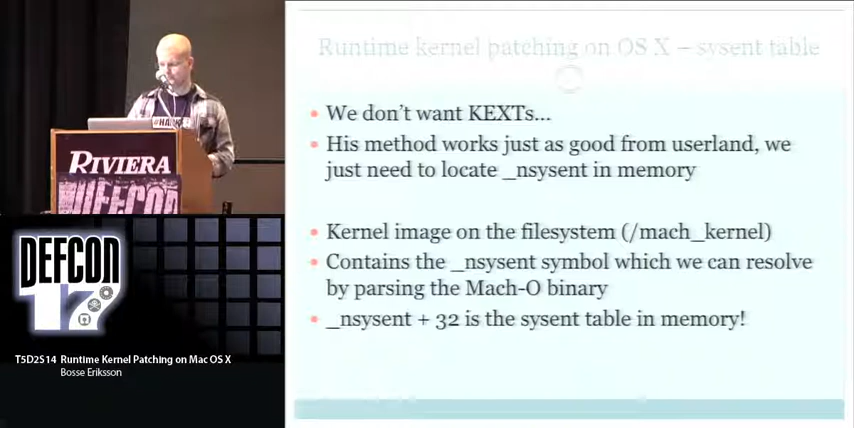 Runtime kernel patching on OS X – sysent table
• We don't want KEXTs...
• His method works just as good from userland, we
just need to locate _nsysent in memory
• Kernel image on the filesystem (/mach_kernel)
• Contains the _nsysent symbol which we can resolve
by parsing the Mach-O binary
• _nsysent + 32 is the sysent table in memory!
RIVIERA
DEFCON
DEFCON
17
T5D2S14 Runtime Kernel Patching on Mac OS X
Bosse Eriksson